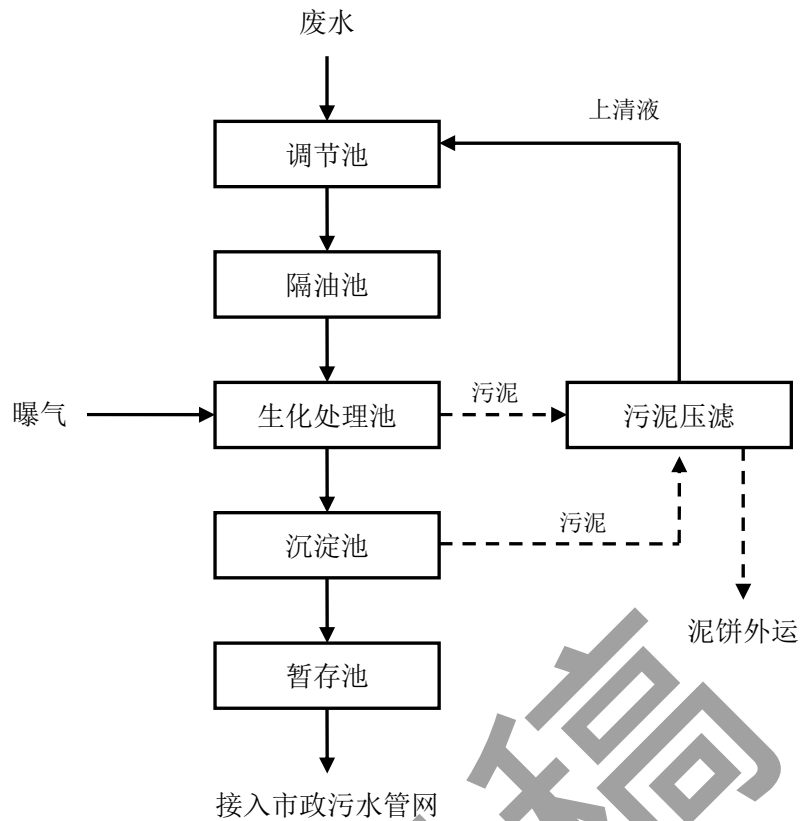 废水
上清液
调节池
隔油池
曝气
生化处理池
污泥
污泥压滤
沉淀池
污泥
泥饼外运
暂存池
接入市政污水管网
稿